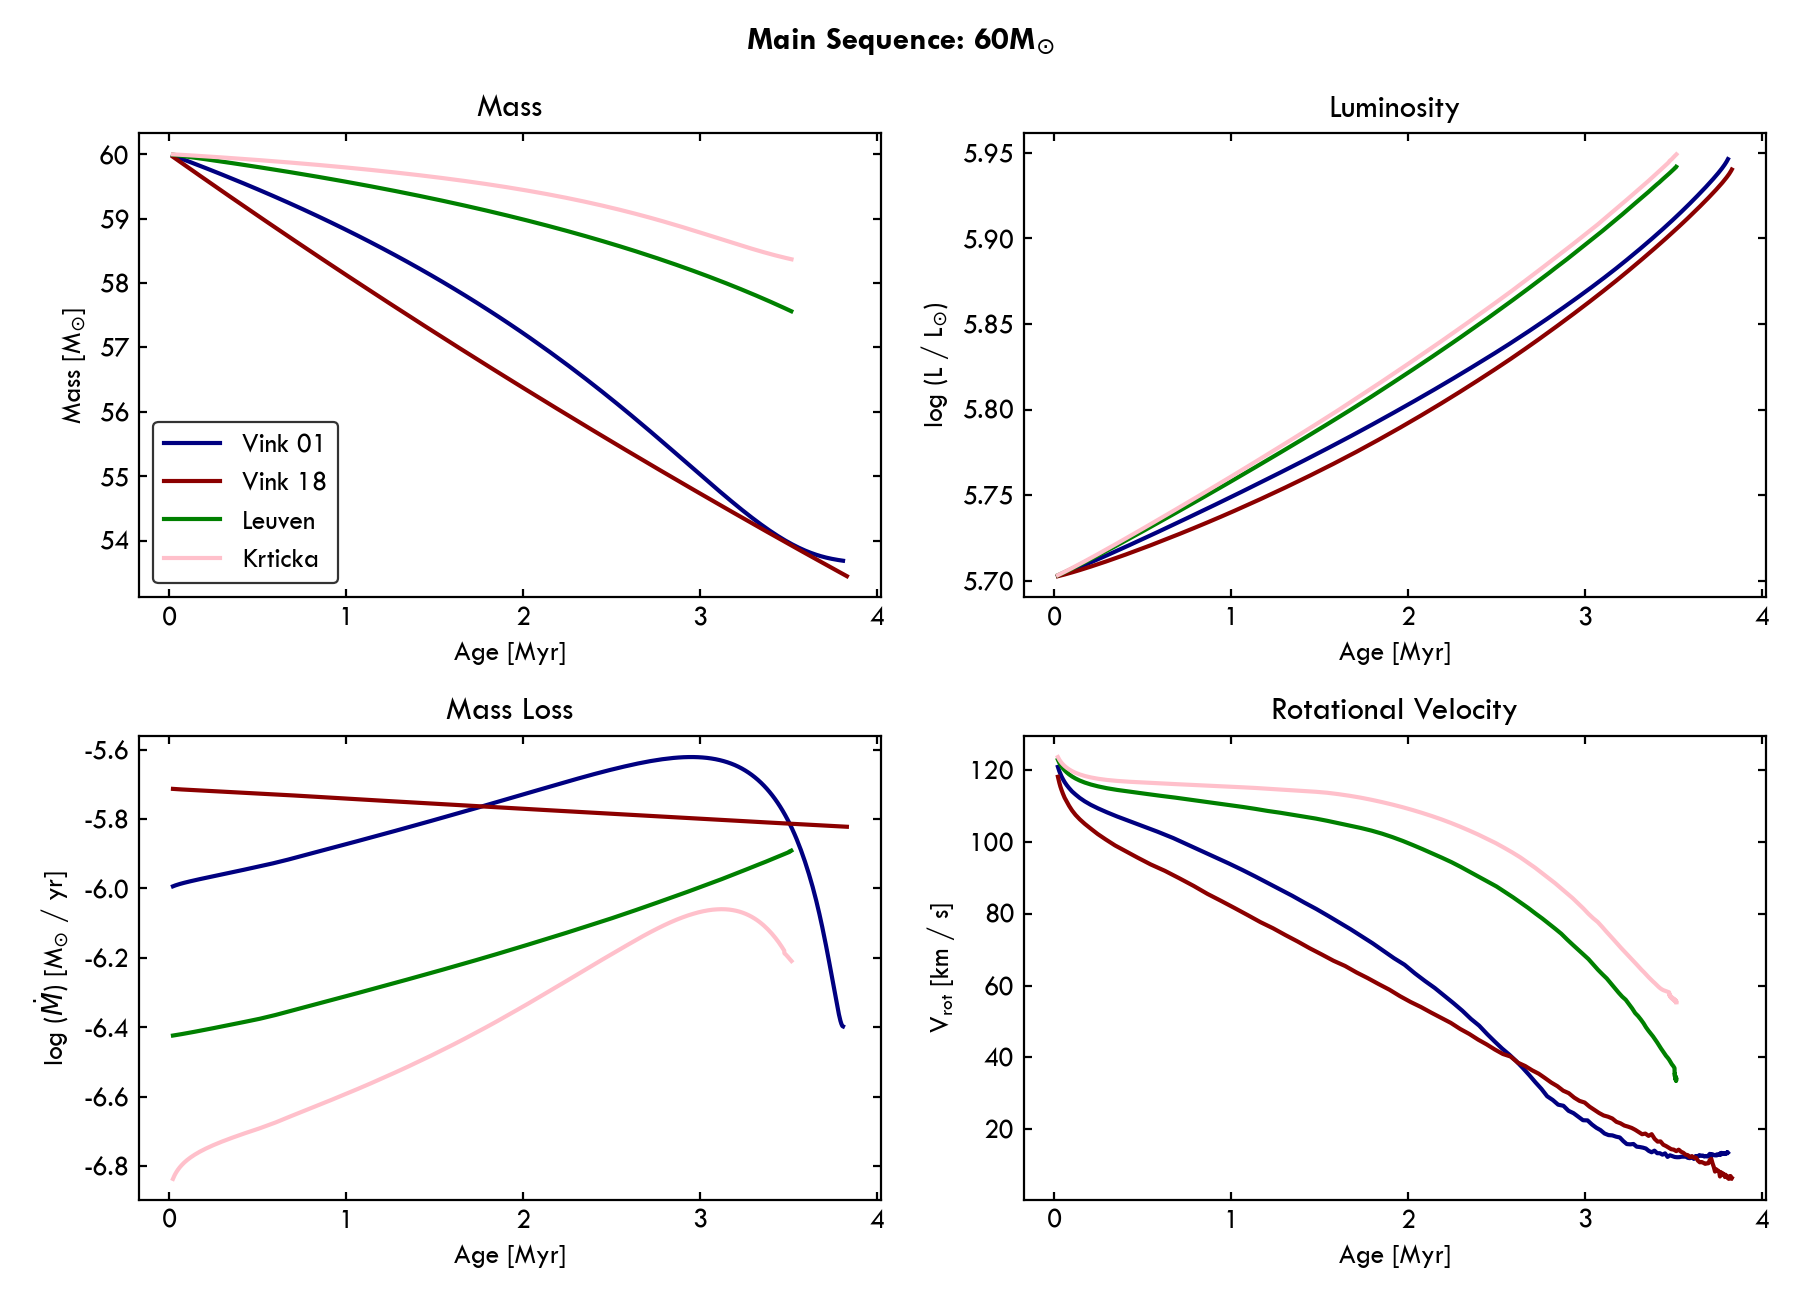 Main Sequence: 60M☉
Mass
60
59
58
57
56
55
54
Mass [M☉]
Vink 01
Vink 18
Leuven
Krticka
0 1 2 3 4
Age [Myr]
Luminosity
5.95
5.90
5.85
5.80
5.75
5.70
log (L / L☉)
0 1 2 3 4
Age [Myr]
Mass Loss
-5.6
-5.8
-6.0
-6.2
-6.4
-6.6
-6.8
log (Ṁ) [M☉ / yr]
0 1 2 3 4
Age [Myr]
Rotational Velocity
120
100
80
60
40
20
V_rot [km / s]
0 1 2 3 4
Age [Myr]